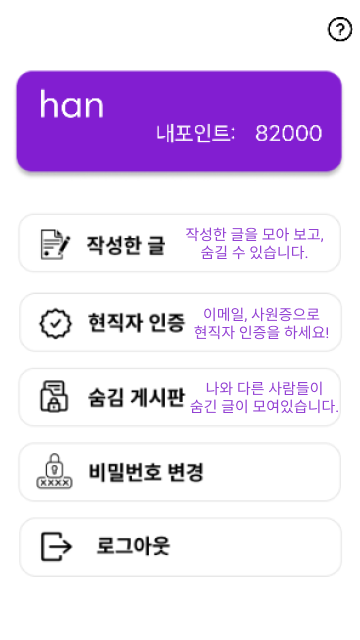 han
내포인트: 82000
작성한 글
작성한 글을 모아 보고,
숨길 수 있습니다.
현직자 인증
이메일, 사원증으로
현직자 인증을 하세요!
숨김 게시판
나와 다른 사람들이
숨긴 글이 모여있습니다.
xxxx
비밀번호 변경
로그아웃